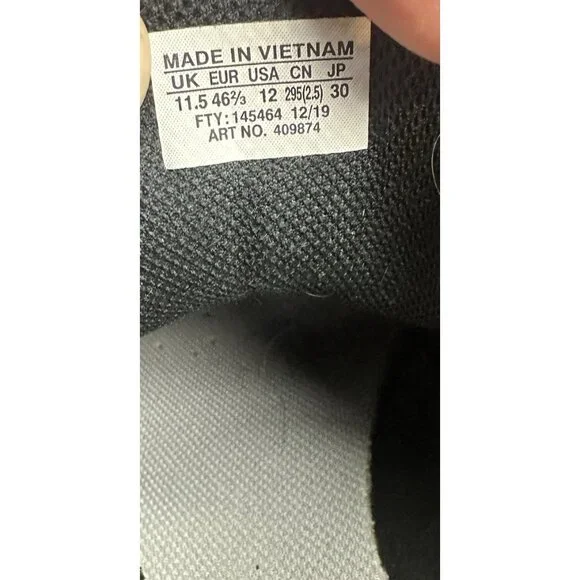 MADE IN VIETNAM
UK EUR USA CN JP
11.5 46⅔ 12 295(2.5) 30
FTY: 145464 12/19
ART NO. 409874